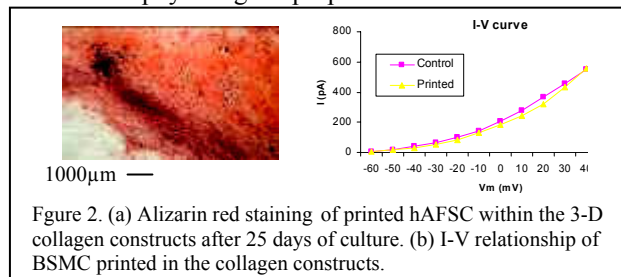 I-V curve
800
600
400
200
0
I (pA)
Control
Printed
-60 -50 -40 -30 -20 -10 0 10 20 30 4
Vm (mV)
1000µm
Figure 2. (a) Alizarin red staining of printed hAFSC within the 3-D
collagen constructs after 25 days of culture. (b) I-V relationship of
BSMC printed in the collagen constructs.